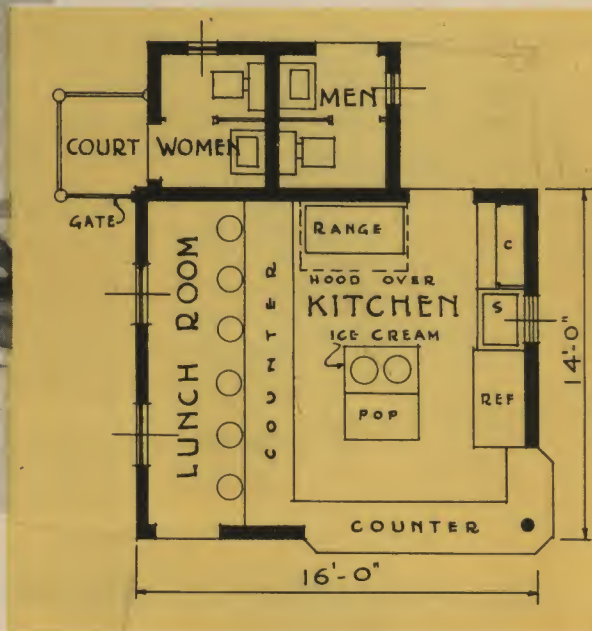 MEN
COURT
WOMEN
GATE
RANGE
C
HOOD OVER
KITCHEN
S
ICE CREAM
LUNCH ROOM
COUNTER
POP
REF
14'-0"
COUNTER
16'-0"